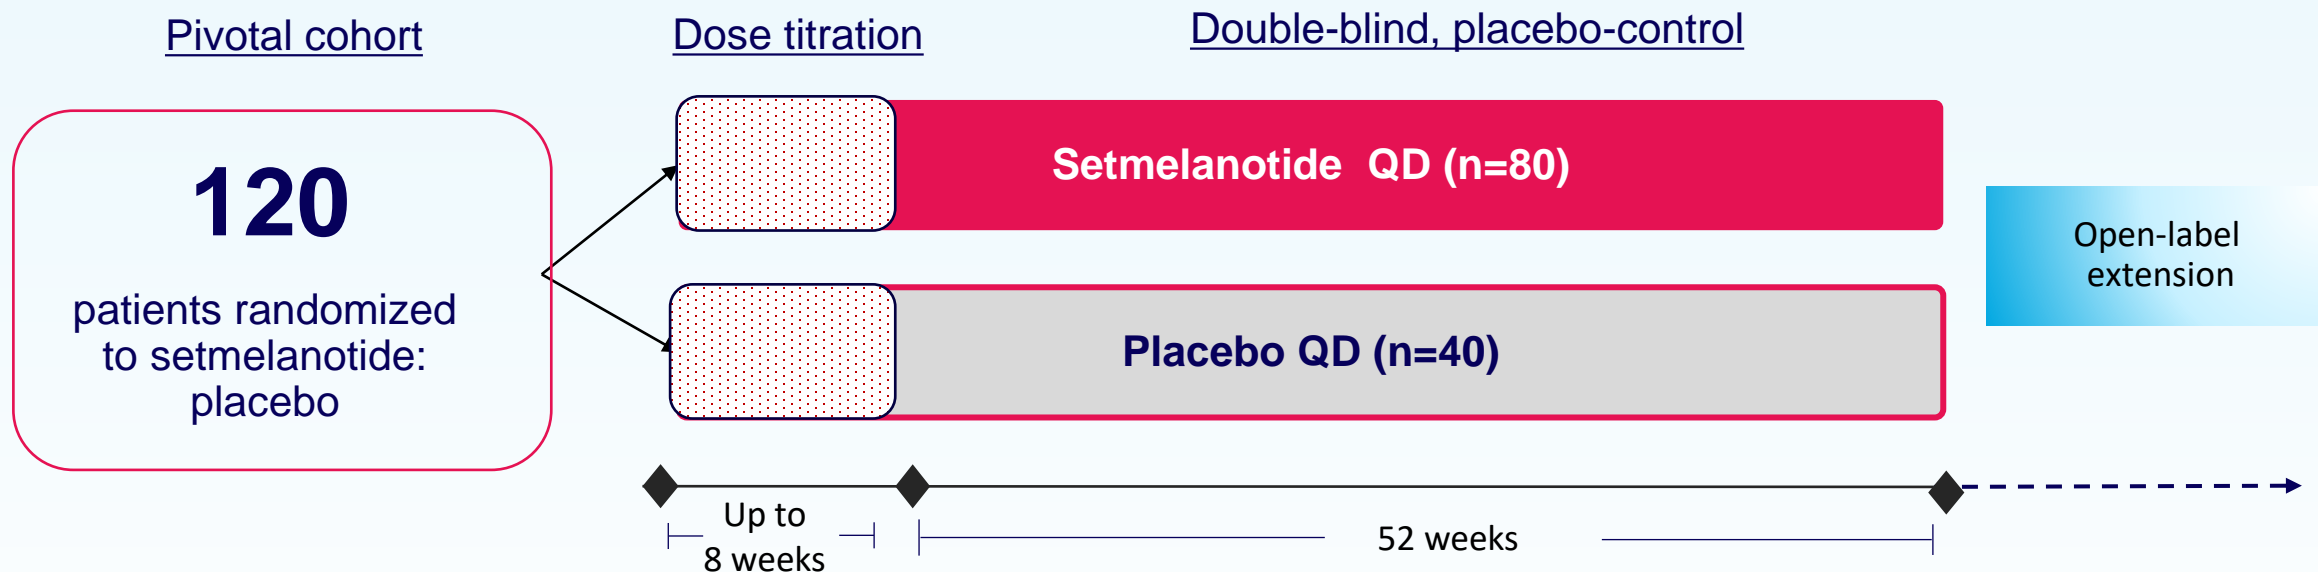 Pivotal cohort
Dose titration
Double-blind, placebo-control
120
patients randomized
to setmelanotide:
placebo
Setmelanotide  QD (n=80)
Placebo QD (n=40)
Open-label
extension
Up to
8 weeks
52 weeks